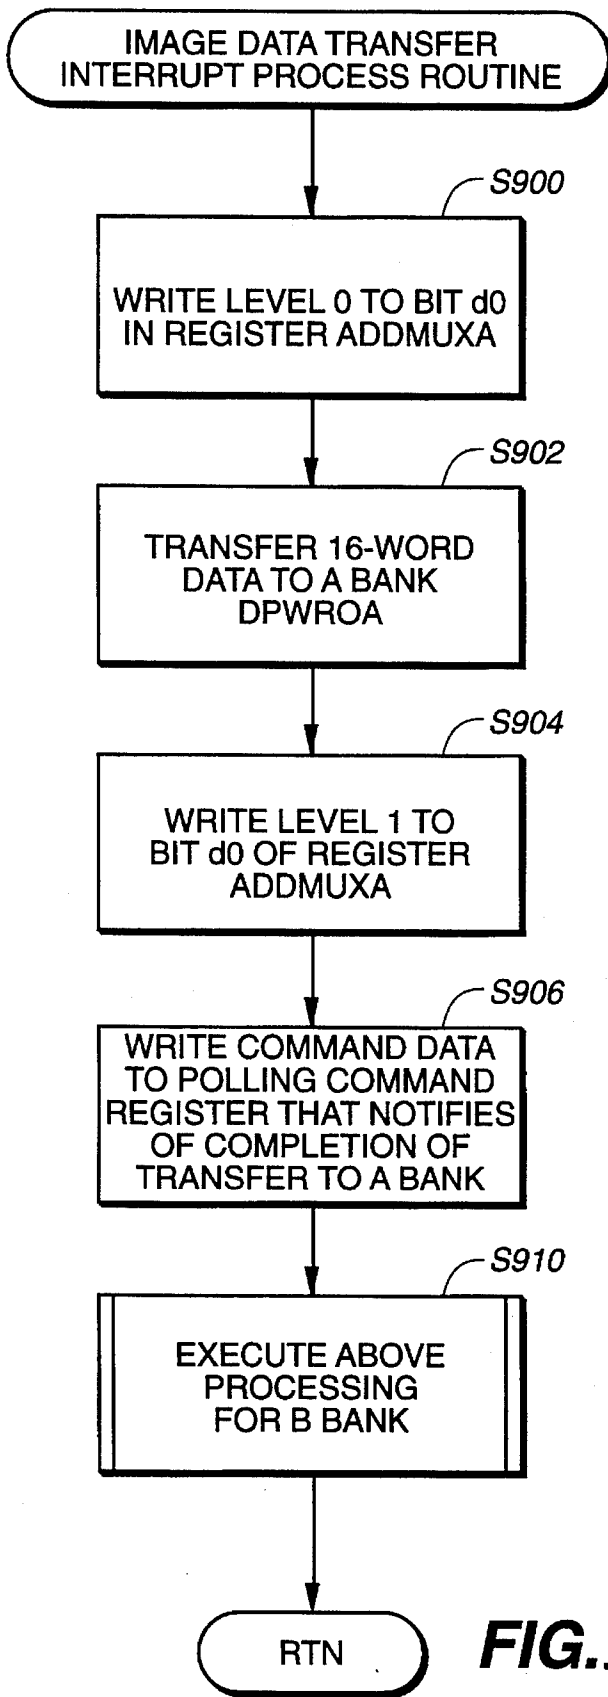 IMAGE DATA TRANSFER
INTERRUPT PROCESS ROUTINE
S900
WRITE LEVEL 0 TO BIT d0
IN REGISTER ADDMUXA
S902
TRANSFER 16-WORD
DATA TO A BANK
DPWROA
S904
WRITE LEVEL 1 TO
BIT d0 OF REGISTER
ADDMUXA
S906
WRITE COMMAND DATA
TO POLLING COMMAND
REGISTER THAT NOTIFIES
OF COMPLETION OF
TRANSFER TO A BANK
S910
EXECUTE ABOVE
PROCESSING
FOR B BANK
RTN
FIG.